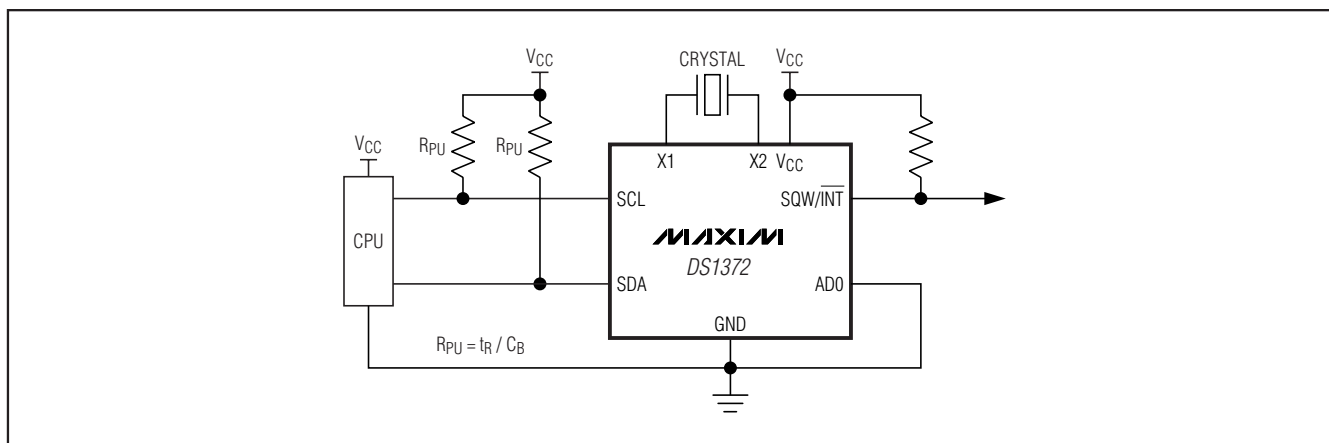 VCC
CRYSTAL
VCC
VCC
RPU
RPU
X1
X2
VCC
SCL
SQW/INT
CPU
MAXIM
DS1372
SDA
AD0
GND
RPU = tR / CB